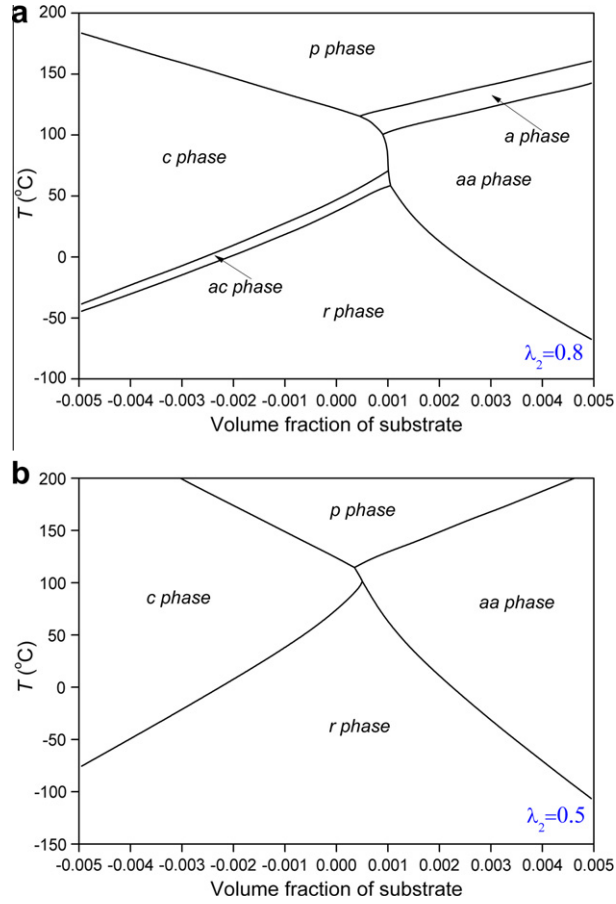 a
200
150
100
50
0
-50
-100
T (°C)
p phase
a phase
c phase
aa phase
ac phase
r phase
λ2=0.8
-0.005 -0.004 -0.003 -0.002 -0.001 0.000 0.001 0.002 0.003 0.004 0.005
Volume fraction of substrate
b
200
150
100
50
0
-50
-100
-150
T (°C)
p phase
c phase
aa phase
r phase
λ2=0.5
-0.005 -0.004 -0.003 -0.002 -0.001 0.000 0.001 0.002 0.003 0.004 0.005
Volume fraction of substrate